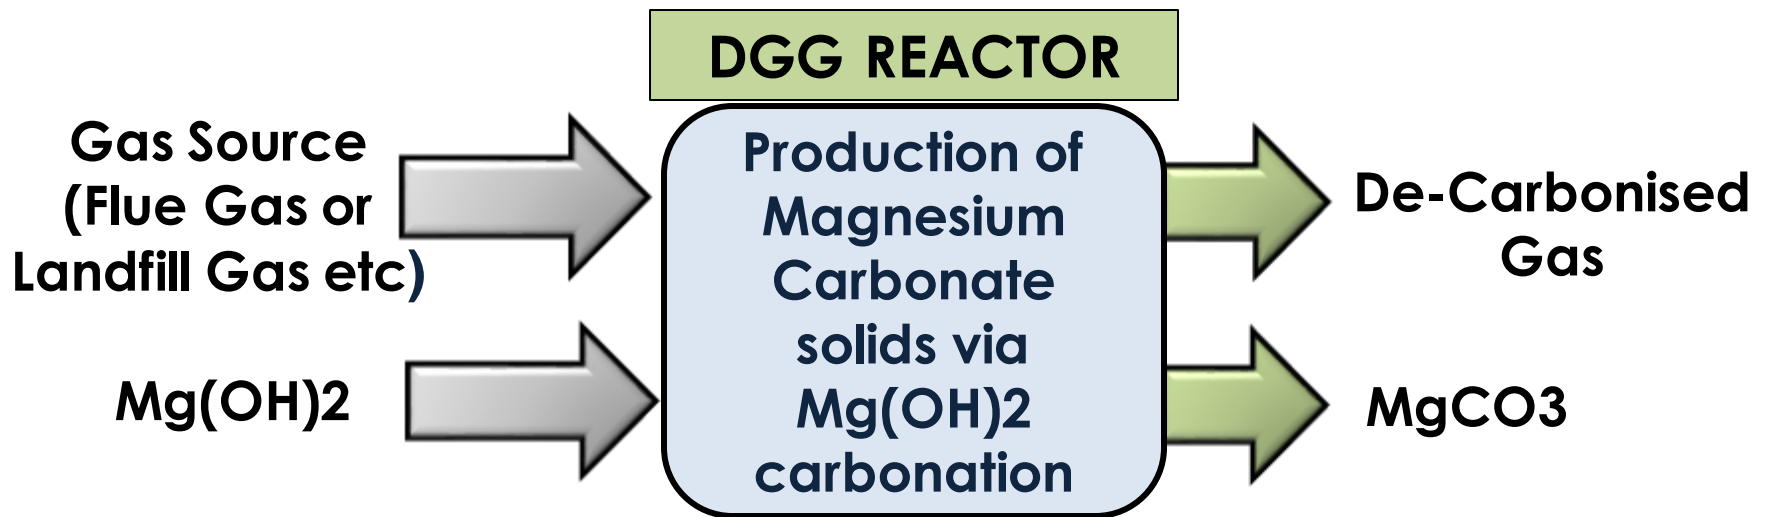 DGG REACTOR
Gas Source
(Flue Gas or
Landfill Gas etc)
Mg(OH)2
Production of
Magnesium
Carbonate
solids via
Mg(OH)2
carbonation
De-Carbonised
Gas
MgCO3